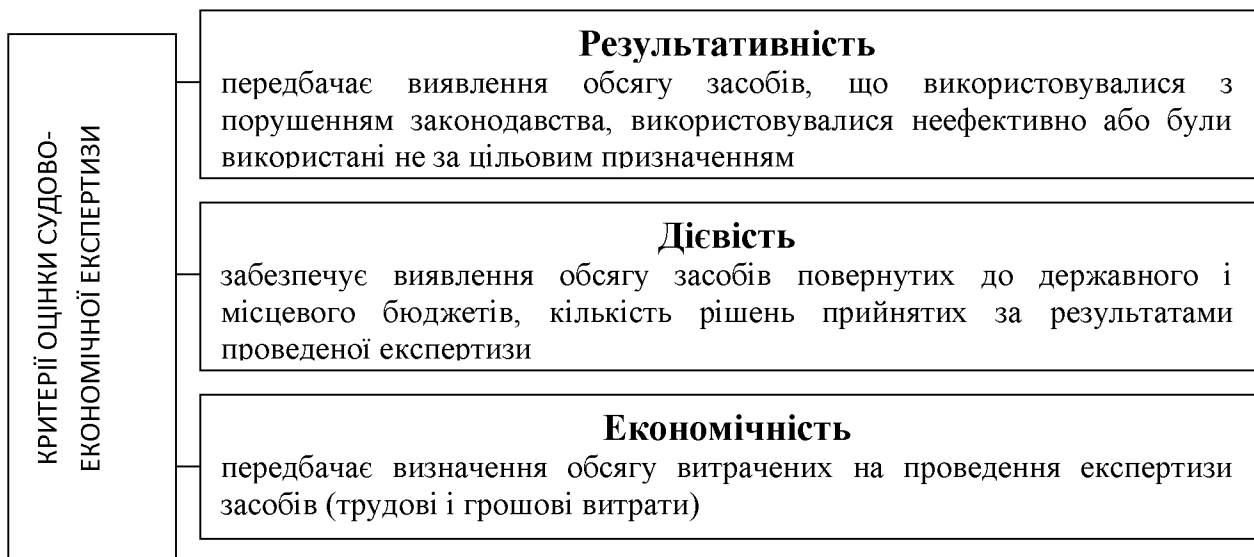 КРИТЕРІЇ ОЦІНКИ СУДОВО-
ЕКОНОМІЧНОЇ ЕКСПЕРТИЗИ
Результативність
передбачає виявлення обсягу засобів, що використовувалися з
порушенням законодавства, використовувалися неефективно або були
використані не за цільовим призначенням
Дієвість
забезпечує виявлення обсягу засобів повернутих до державного і
місцевого бюджетів, кількість рішень прийнятих за результатами
проведеної експертизи
Економічність
передбачає визначення обсягу витрачених на проведення експертизи
засобів (трудові і грошові витрати)